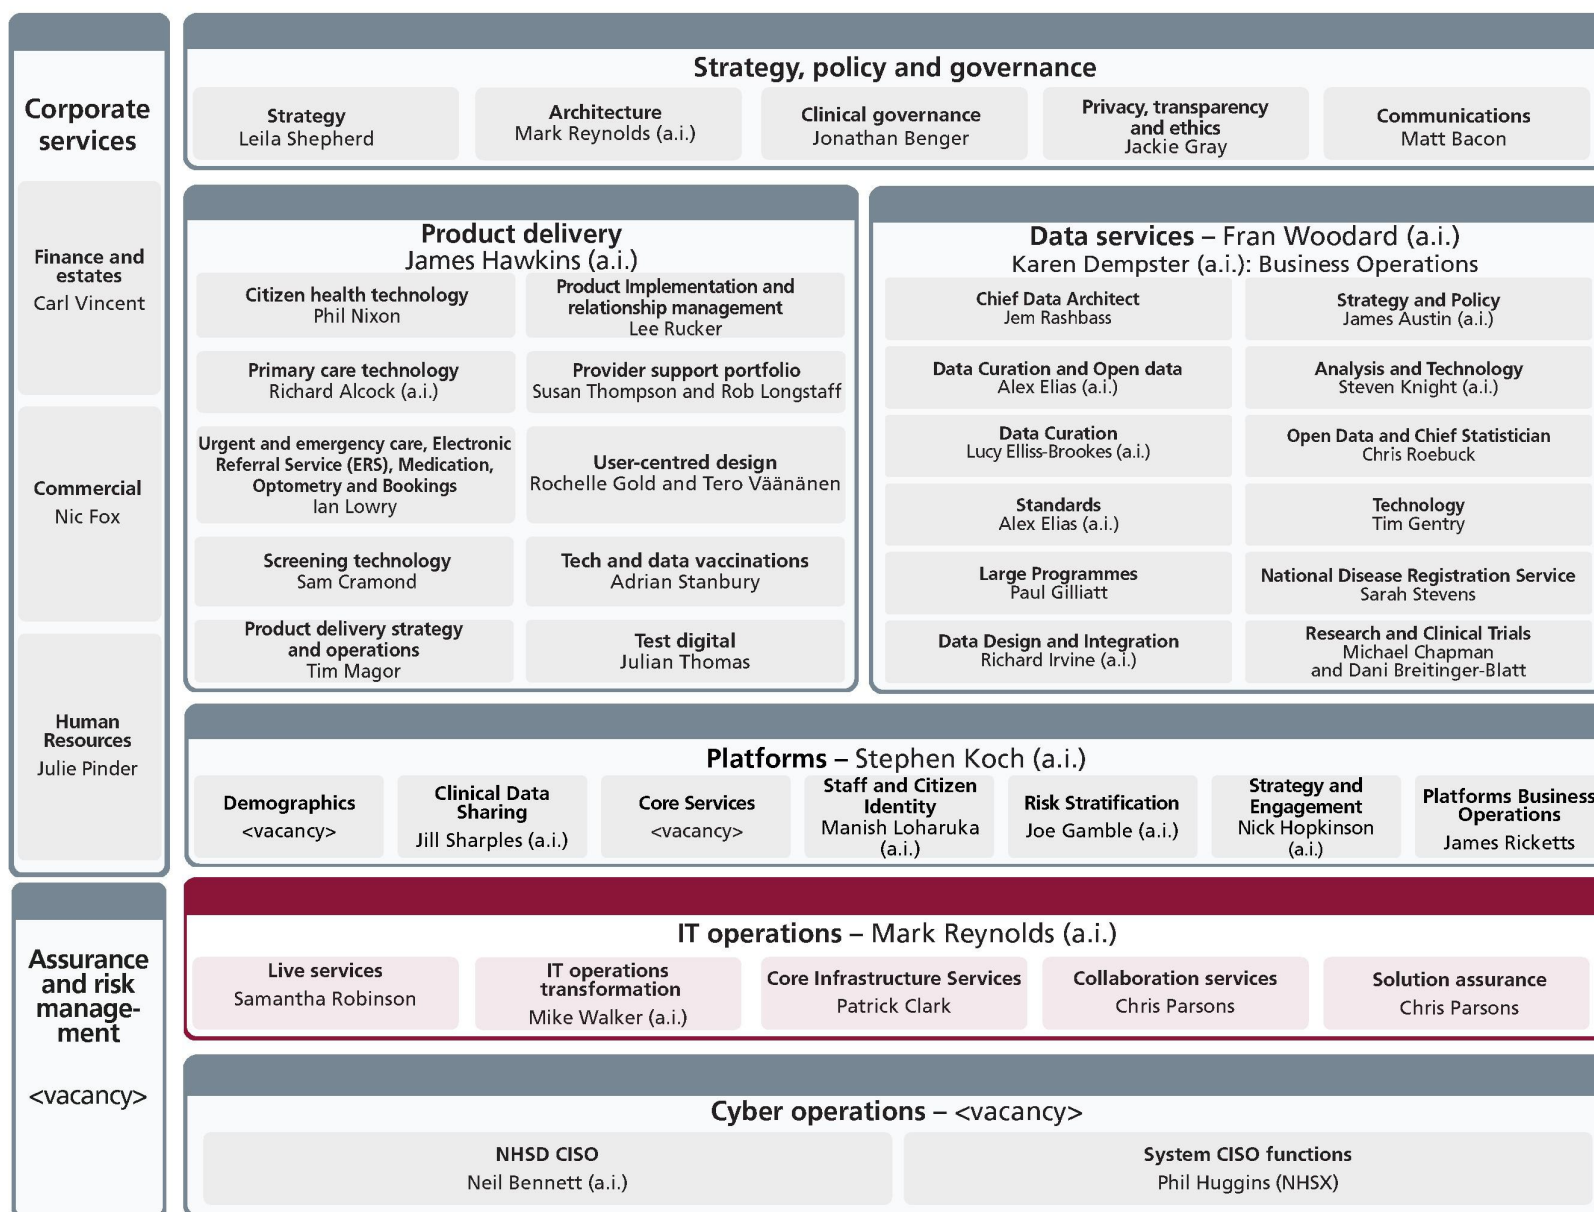 Corporate
services
Finance and
estates
Carl Vincent
Commercial
Nic Fox
Human
Resources
Julie Pinder
Assurance
and risk
manage-
ment
<vacancy>
Strategy, policy and governance
Strategy
Leila Shepherd
Architecture
Mark Reynolds (a.i.)
Clinical governance
Jonathan Benger
Privacy, transparency
and ethics
Jackie Gray
Communications
Matt Bacon
Product delivery
James Hawkins (a.i.)
Citizen health technology
Phil Nixon
Product Implementation and
relationship management
Lee Rucker
Primary care technology
Richard Alcock (a.i.)
Provider support portfolio
Susan Thompson and Rob Longstaff
Urgent and emergency care, Electronic
Referral Service (ERS), Medication,
Optometry and Bookings
Ian Lowry
User-centred design
Rochelle Gold and Tero Väänänen
Screening technology
Sam Cramond
Tech and data vaccinations
Adrian Stanbury
Product delivery strategy
and operations
Tim Magor
Test digital
Julian Thomas
Data services – Fran Woodard (a.i.)
Karen Dempster (a.i.): Business Operations
Chief Data Architect
Jem Rashbass
Strategy and Policy
James Austin (a.i.)
Data Curation and Open data
Alex Elias (a.i.)
Analysis and Technology
Steven Knight (a.i.)
Data Curation
Lucy Elliss-Brookes (a.i.)
Open Data and Chief Statistician
Chris Roebuck
Standards
Alex Elias (a.i.)
Technology
Tim Gentry
Large Programmes
Paul Gilliatt
National Disease Registration Service
Sarah Stevens
Data Design and Integration
Richard Irvine (a.i.)
Research and Clinical Trials
Michael Chapman
and Dani Breitinger-Blatt
Platforms – Stephen Koch (a.i.)
Demographics
<vacancy>
Clinical Data
Sharing
Jill Sharples (a.i.)
Core Services
<vacancy>
Staff and Citizen
Identity
Manish Loharuka
(a.i.)
Risk Stratification
Joe Gamble (a.i.)
Strategy and
Engagement
Nick Hopkinson
(a.i.)
Platforms Business
Operations
James Ricketts
IT operations – Mark Reynolds (a.i.)
Live services
Samantha Robinson
IT operations
transformation
Mike Walker (a.i.)
Core Infrastructure Services
Patrick Clark
Collaboration services
Chris Parsons
Solution assurance
Chris Parsons
Cyber operations – <vacancy>
NHSD CISO
Neil Bennett (a.i.)
System CISO functions
Phil Huggins (NHSX)